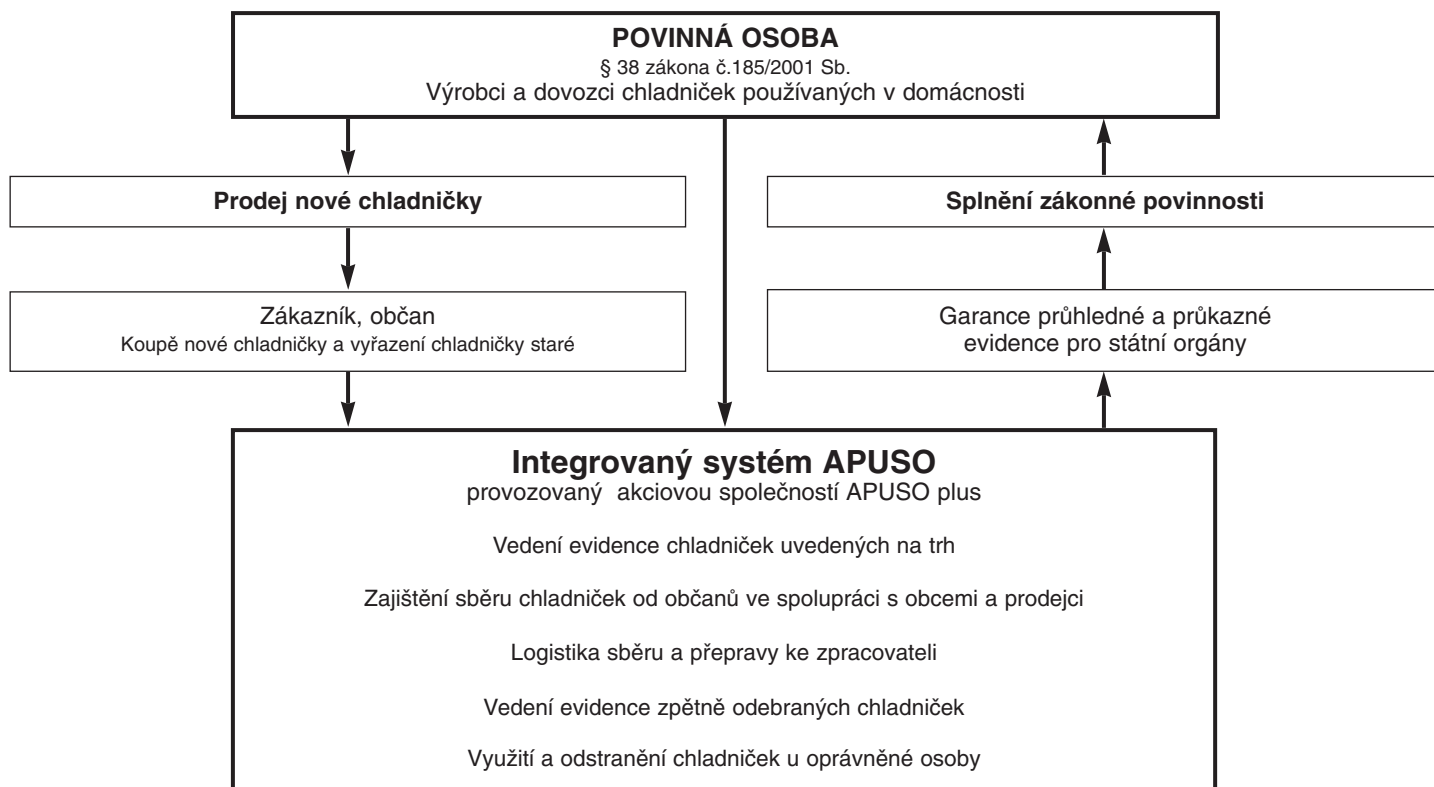 POVINNÁ OSOBA
§ 38 zákona č.185/2001 Sb.
Výrobci a dovozci chladniček používaných v domácnosti
Prodej nové chladničky
Splnění zákonné povinnosti
Zákazník, občan
Koupě nové chladničky a vyřazení chladničky staré
Garance průhledné a průkazné
evidence pro státní orgány
Integrovaný systém APUSO
provozovaný akciovou společností APUSO plus
Vedení evidence chladniček uvedených na trh
Zajištění sběru chladniček od občanů ve spolupráci s obcemi a prodejci
Logistika sběru a přepravy ke zpracovateli
Vedení evidence zpětně odebraných chladniček
Využití a odstranění chladniček u oprávněné osoby